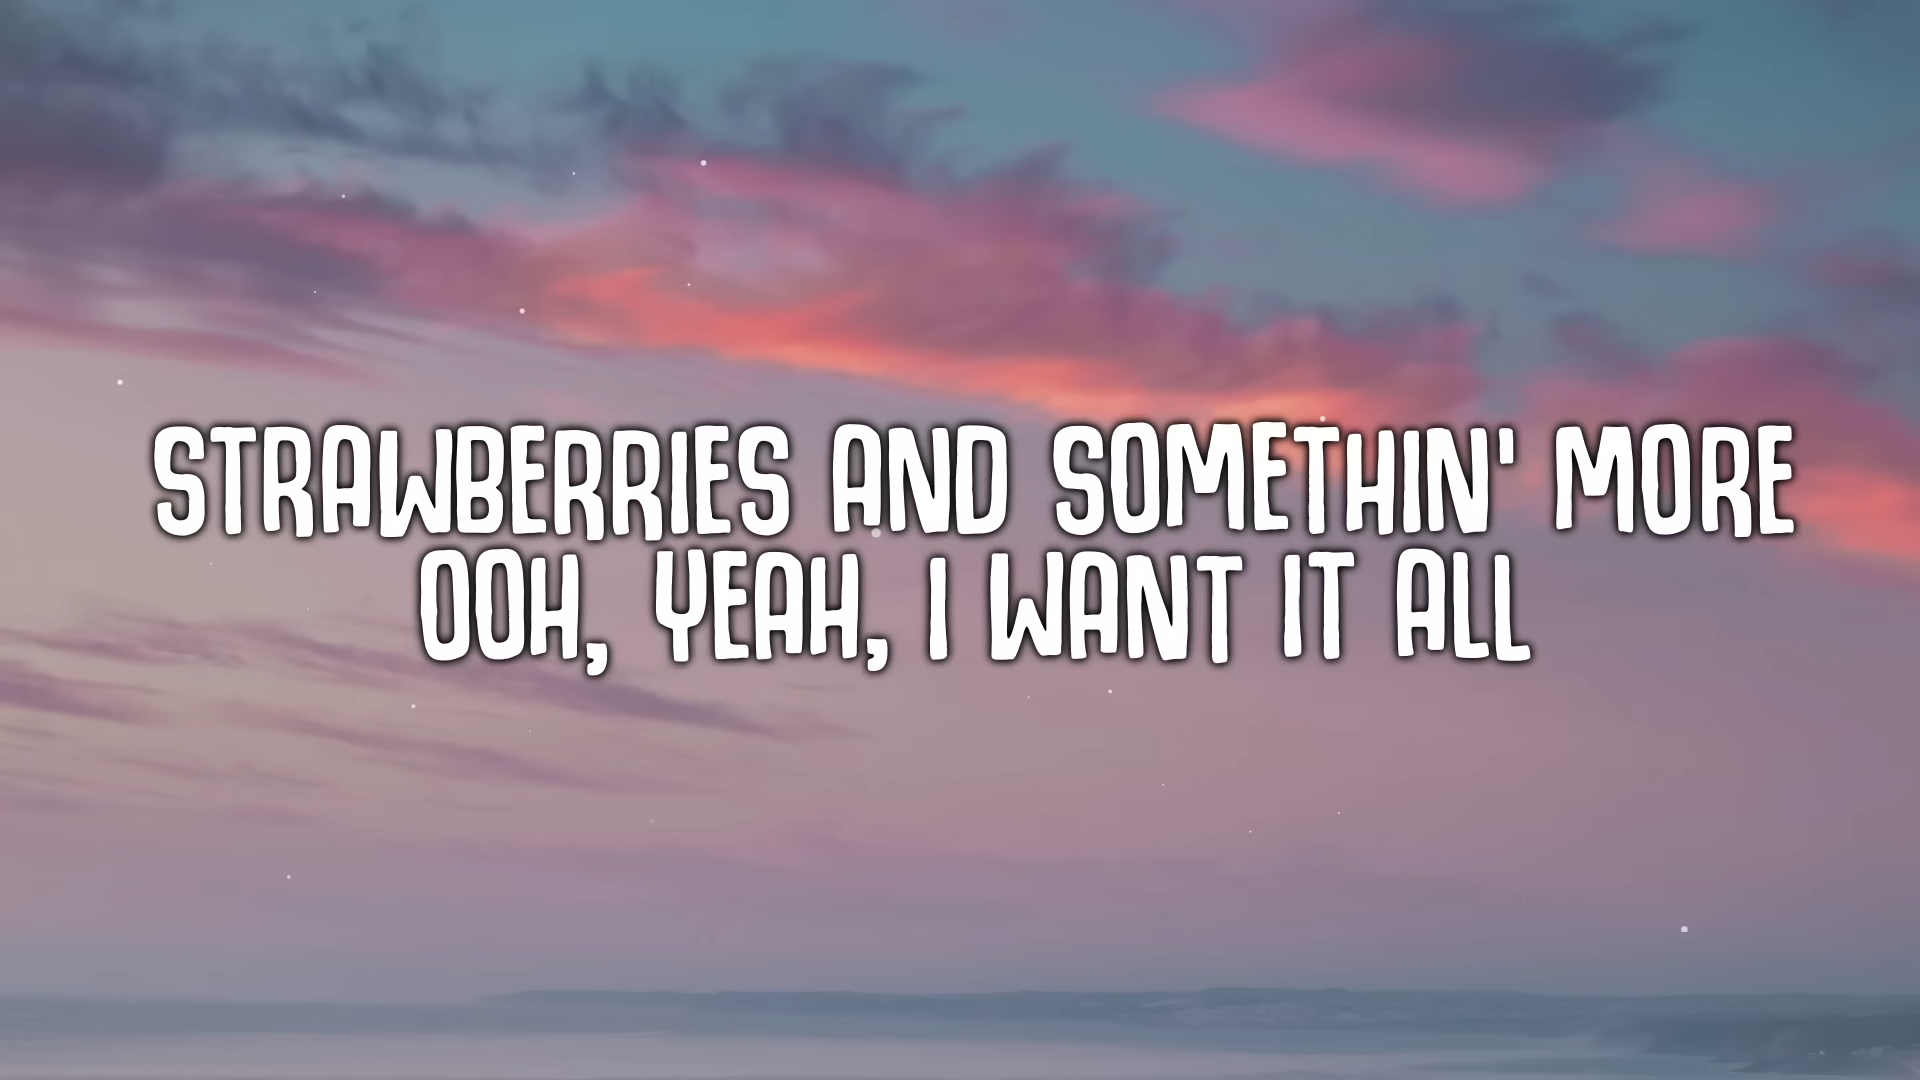 STRAWBERRIES AND SOMETHIN' MORE
OOH, YEAH, I WANT IT ALL